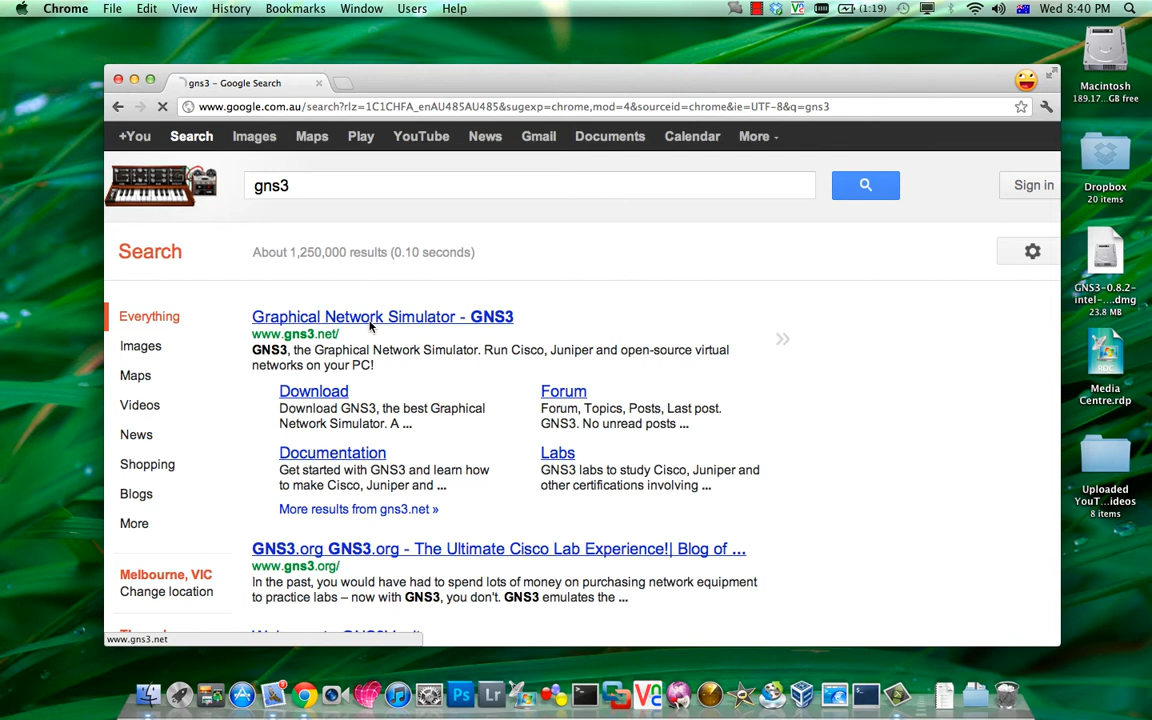 Chrome File Edit View History Bookmarks Window Users Help
(1:19) Wed 8:40 PM
gns3 – Google Search
www.google.com.au/search?rlz=1C1CHFA_enAU485AU485&sugexp=chrome,mod=4&sourceid=chrome&ie=UTF-8&q=gns3
+You Search Images Maps Play YouTube News Gmail Documents Calendar More
gns3
Sign in
Search
About 1,250,000 results (0.10 seconds)
Everything
Images
Maps
Videos
News
Shopping
Blogs
More
Melbourne, VIC
Change location
Graphical Network Simulator - GNS3
www.gns3.net/
GNS3, the Graphical Network Simulator. Run Cisco, Juniper and open-source virtual
networks on your PC!
Download
Download GNS3, the best Graphical
Network Simulator. A ...
Forum
Forum, Topics, Posts, Last post.
GNS3. No unread posts ...
Documentation
Get started with GNS3 and learn how
to make Cisco, Juniper and ...
Labs
GNS3 labs to study Cisco, Juniper and
other certifications involving ...
More results from gns3.net »
GNS3.org GNS3.org - The Ultimate Cisco Lab Experience!| Blog of ...
www.gns3.org/
In the past, you would have had to spend lots of money on purchasing network equipment
to practice labs – now with GNS3, you don't. GNS3 emulates the ...
www.gns3.net
Macintosh
189.17...GB free
Dropbox
20 items
GNS3-0.8.2-
intel-....dmg
23.8 MB
RDC
Media
Centre.rdp
Uploaded
YouT...ideos
8 items
Ps
Lr